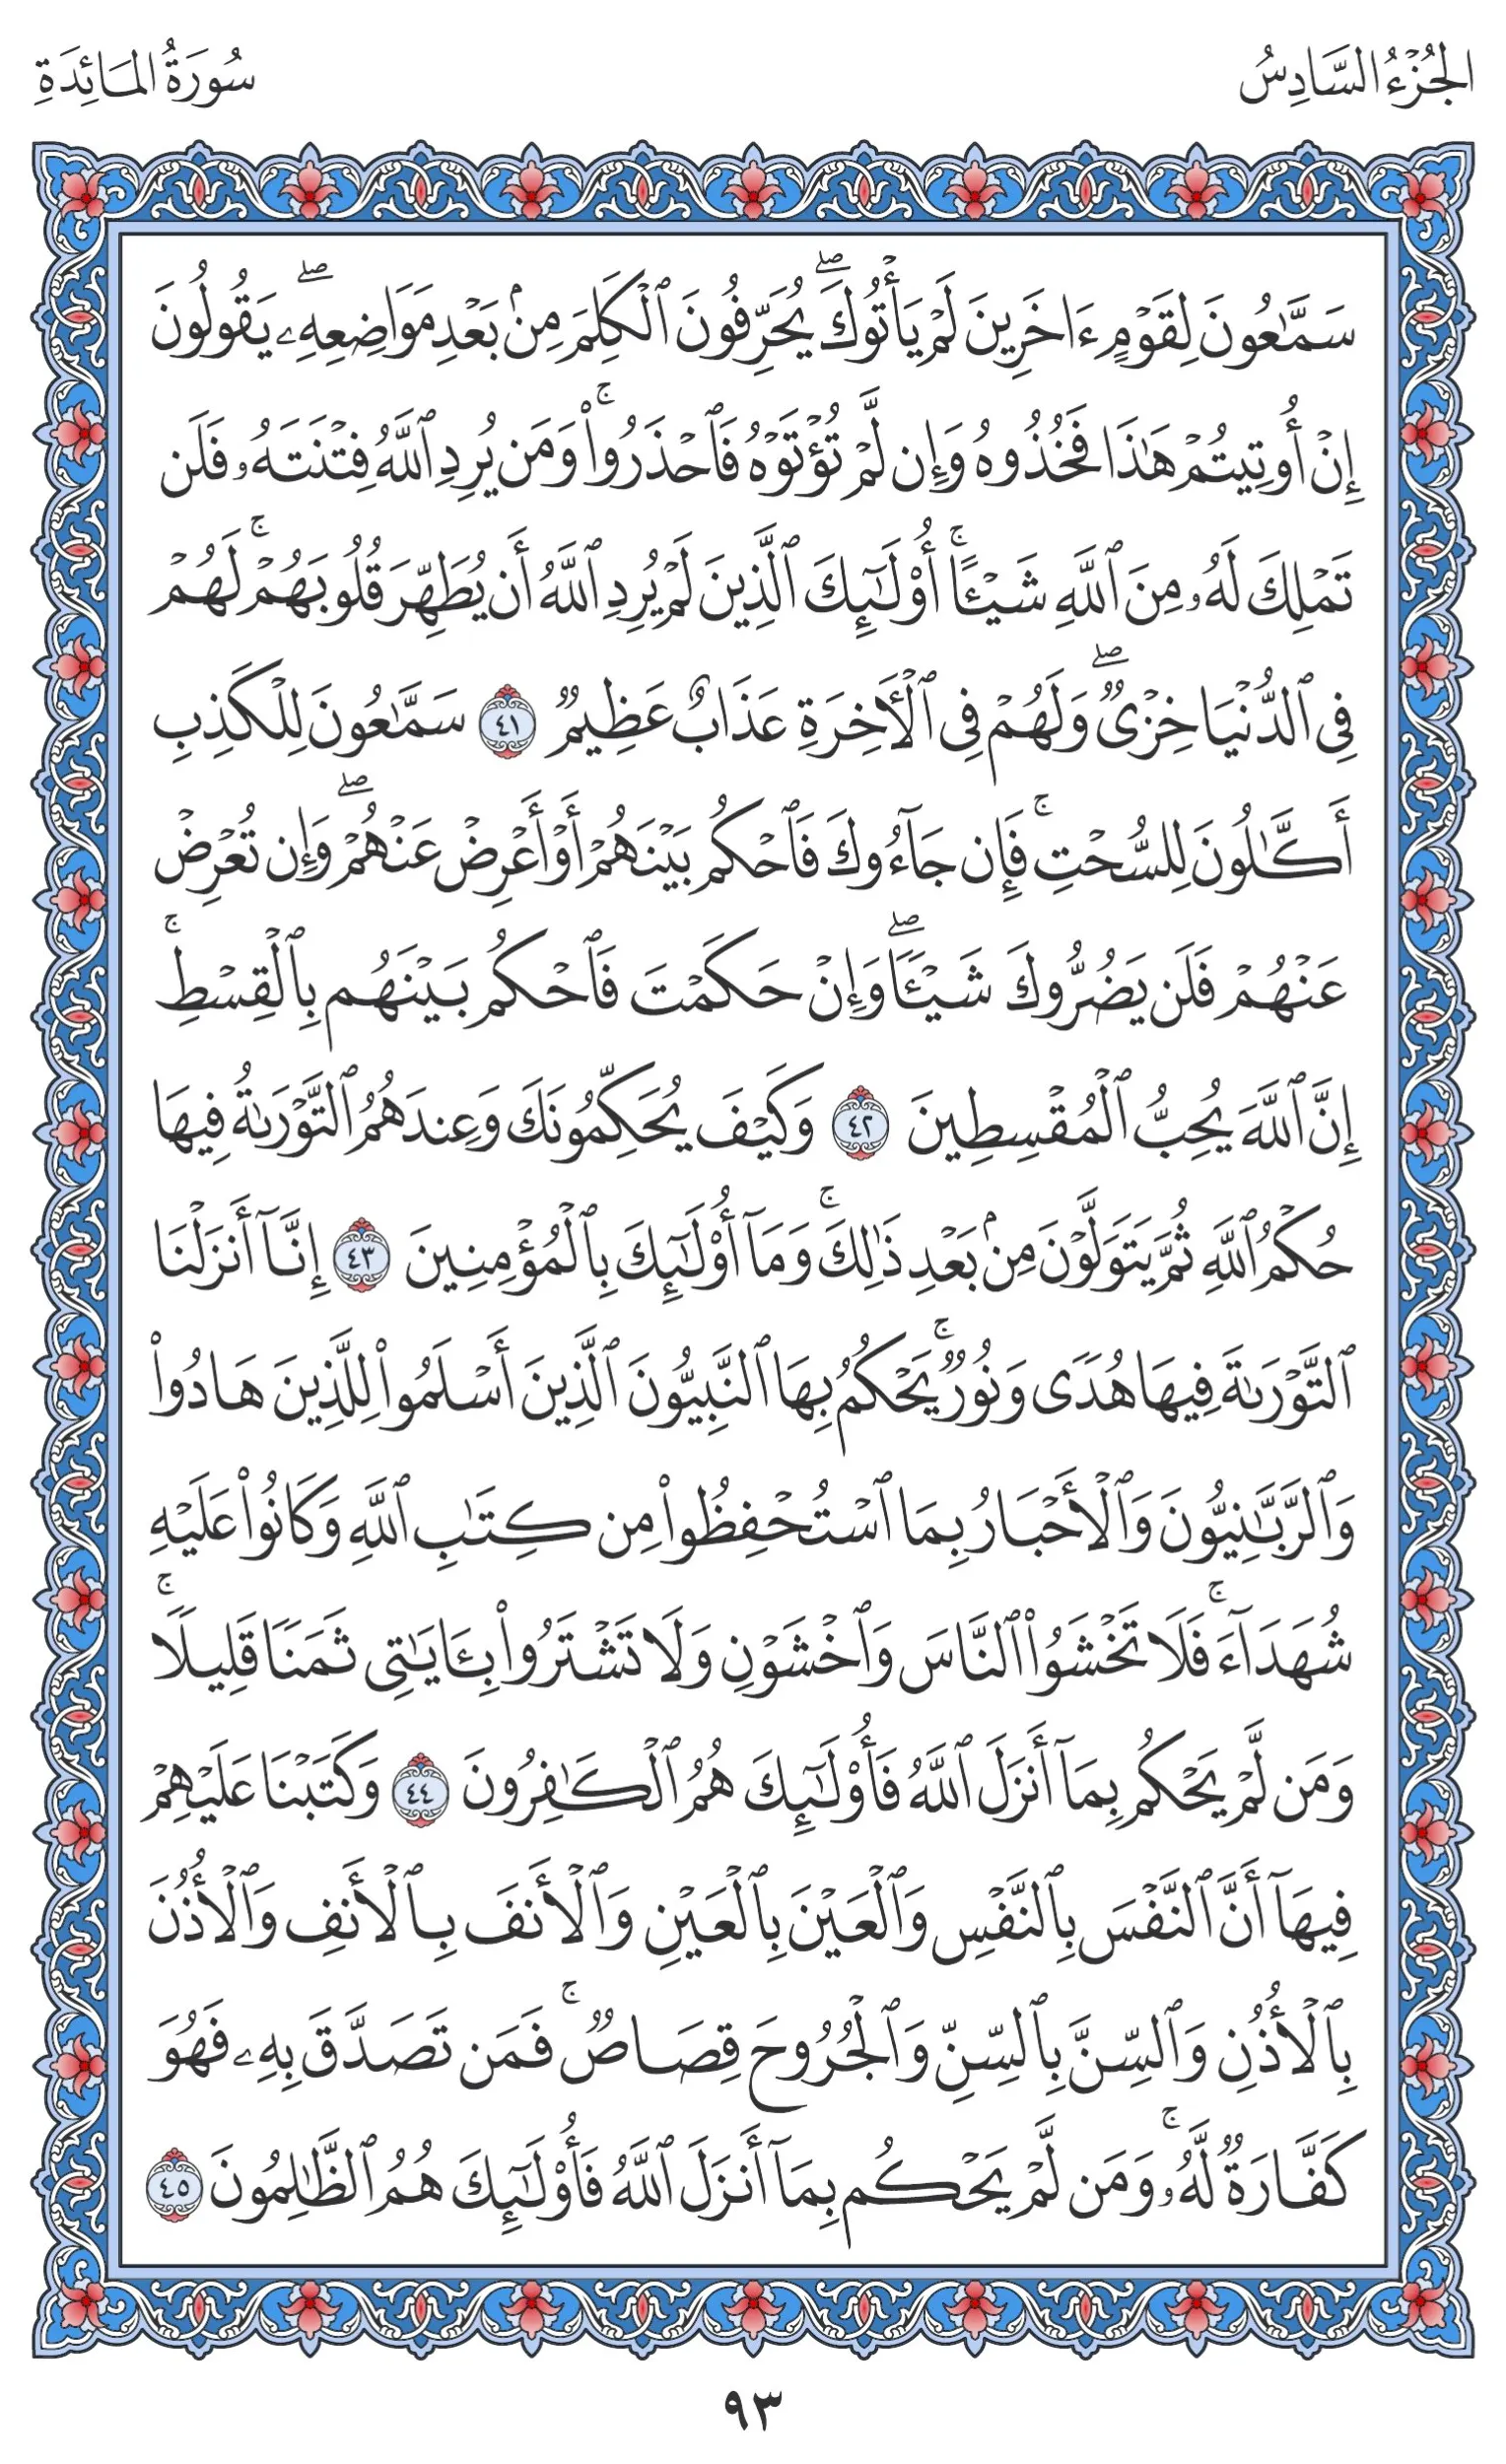 الجُزْءُ السَّادِسُ
سُورَةُ المَائِدَةِ
سَمَّٰعُونَ لِقَوْمٍ ءَاخَرِينَ لَمْ يَأْتُوكَۖ يُحَرِّفُونَ ٱلْكَلِمَ مِنۢ بَعْدِ مَوَاضِعِهِۦۖ يَقُولُونَ
إِنْ أُوتِيتُمْ هَٰذَا فَخُذُوهُ وَإِن لَّمْ تُؤْتَوْهُ فَٱحْذَرُوا۟ۚ وَمَن يُرِدِ ٱللَّهُ فِتْنَتَهُۥ فَلَن
تَمْلِكَ لَهُۥ مِنَ ٱللَّهِ شَيْـًٔاۚ أُو۟لَٰٓئِكَ ٱلَّذِينَ لَمْ يُرِدِ ٱللَّهُ أَن يُطَهِّرَ قُلُوبَهُمْۚ لَهُمْ
فِى ٱلدُّنْيَا خِزْىٌۖ وَلَهُمْ فِى ٱلْـَٔاخِرَةِ عَذَابٌ عَظِيمٌ ٤١ سَمَّٰعُونَ لِلْكَذِبِ
أَكَّٰلُونَ لِلسُّحْتِۚ فَإِن جَآءُوكَ فَٱحْكُم بَيْنَهُمْ أَوْ أَعْرِضْ عَنْهُمْۖ وَإِن تُعْرِضْ
عَنْهُمْ فَلَن يَضُرُّوكَ شَيْـًٔاۖ وَإِنْ حَكَمْتَ فَٱحْكُم بَيْنَهُم بِٱلْقِسْطِۚ
إِنَّ ٱللَّهَ يُحِبُّ ٱلْمُقْسِطِينَ ٤٢ وَكَيْفَ يُحَكِّمُونَكَ وَعِندَهُمُ ٱلتَّوْرَىٰةُ فِيهَا
حُكْمُ ٱللَّهِ ثُمَّ يَتَوَلَّوْنَ مِنۢ بَعْدِ ذَٰلِكَۚ وَمَآ أُو۟لَٰٓئِكَ بِٱلْمُؤْمِنِينَ ٤٣ إِنَّآ أَنزَلْنَا
ٱلتَّوْرَىٰةَ فِيهَا هُدًى وَنُورٌۚ يَحْكُمُ بِهَا ٱلنَّبِيُّونَ ٱلَّذِينَ أَسْلَمُوا۟ لِلَّذِينَ هَادُوا۟
وَٱلرَّبَّٰنِيُّونَ وَٱلْأَحْبَارُ بِمَا ٱسْتُحْفِظُوا۟ مِن كِتَٰبِ ٱللَّهِ وَكَانُوا۟ عَلَيْهِ
شُهَدَآءَۚ فَلَا تَخْشَوُا۟ ٱلنَّاسَ وَٱخْشَوْنِ وَلَا تَشْتَرُوا۟ بِـَٔايَٰتِى ثَمَنًا قَلِيلًاۚ
وَمَن لَّمْ يَحْكُم بِمَآ أَنزَلَ ٱللَّهُ فَأُو۟لَٰٓئِكَ هُمُ ٱلْكَٰفِرُونَ ٤٤ وَكَتَبْنَا عَلَيْهِمْ
فِيهَآ أَنَّ ٱلنَّفْسَ بِٱلنَّفْسِ وَٱلْعَيْنَ بِٱلْعَيْنِ وَٱلْأَنفَ بِٱلْأَنفِ وَٱلْأُذُنَ
بِٱلْأُذُنِ وَٱلسِّنَّ بِٱلسِّنِّ وَٱلْجُرُوحَ قِصَاصٌۚ فَمَن تَصَدَّقَ بِهِۦ فَهُوَ
كَفَّارَةٌ لَّهُۥۚ وَمَن لَّمْ يَحْكُم بِمَآ أَنزَلَ ٱللَّهُ فَأُو۟لَٰٓئِكَ هُمُ ٱلظَّٰلِمُونَ ٤٥
٩٣